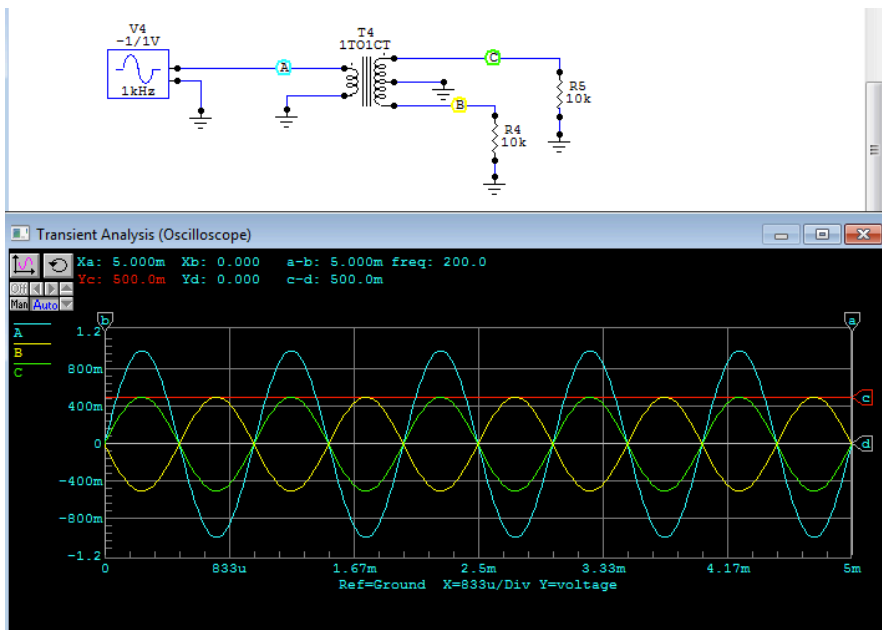 V4
-1/1V
1kHz
A
T4
1TO1CT
C
B
R5
10k
R4
10k
Transient Analysis (Oscilloscope)
Xa: 5.000m Xb: 0.000 a-b: 5.000m freq: 200.0
Yc: 500.0m Yd: 0.000 c-d: 500.0m
Off
Man Auto
b
a
A
B
C
1.2
800m
400m
0
-400m
-800m
-1.2
c
d
0 833u 1.67m 2.5m 3.33m 4.17m 5m
Ref=Ground X=833u/Div Y=voltage